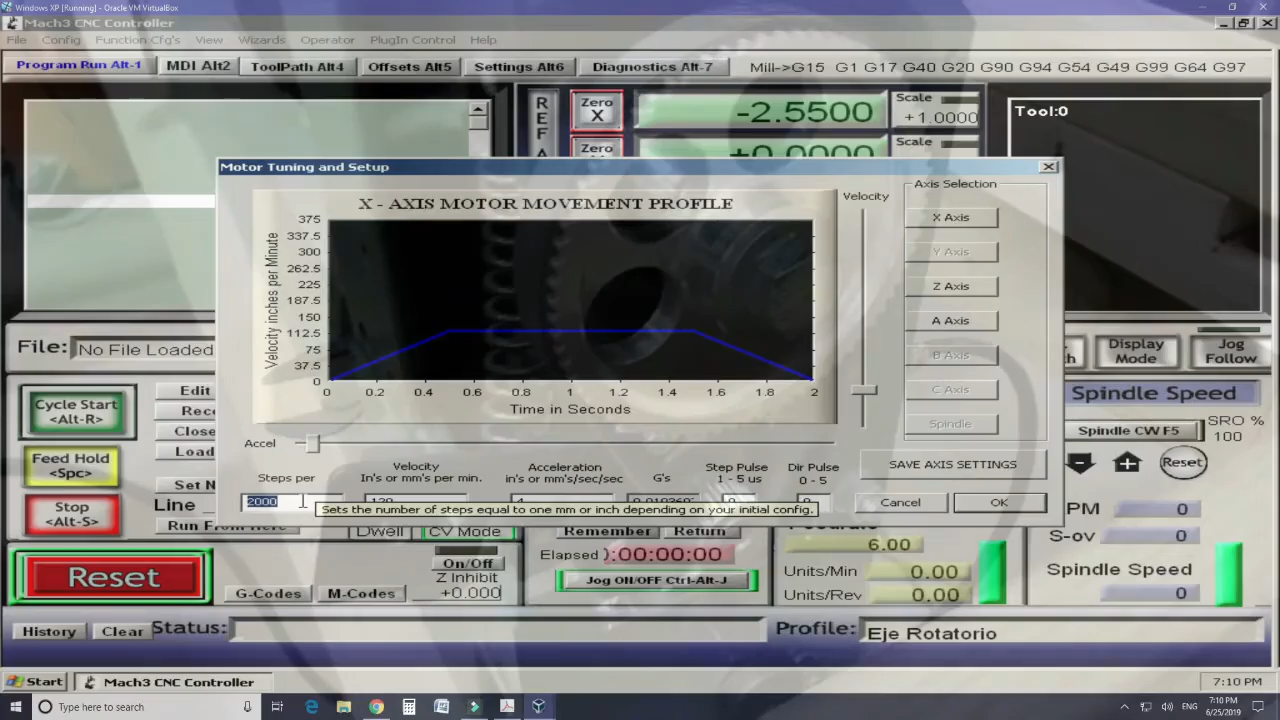 Windows XP [Running] - Oracle VM VirtualBox
Mach3 CNC Controller
File Config Function Cfg's View Wizards Operator PlugIn Control Help
Program Run Alt-1 MDI Alt2 ToolPath Alt4 Offsets Alt5 Settings Alt6 Diagnostics Alt-7 Mill->G15 G1 G17 G40 G20 G90 G94 G54 G49 G99 G64 G97
REFA
Zero X
-2.5500
Scale
+1.0000
Tool:0
Zero
+0.0000
Scale
Motor Tuning and Setup
X - AXIS MOTOR MOVEMENT PROFILE
Velocity inches per Minute
375
337.5
300
262.5
225
187.5
150
112.5
75
37.5
0
0 0.2 0.4 0.6 0.8 1 1.2 1.4 1.6 1.8 2
Time in Seconds
Velocity
Axis Selection
X Axis
Y Axis
Z Axis
A Axis
B Axis
C Axis
Spindle
Accel
Steps per
Velocity
In's or mm's per min.
Acceleration
in's or mm's/sec/sec
G's
Step Pulse
1 - 5 us
Dir Pulse
0 - 5
SAVE AXIS SETTINGS
2000
Sets the number of steps equal to one mm or inch depending on your initial config.
Cancel OK
File: No File Loaded
Display Mode
Jog Follow
Cycle Start
<Alt-R>
Feed Hold
<Spc>
Stop
<Alt-S>
Edit
Line
Run From Here
Spindle Speed
Spindle CW F5
SRO %
100
Reset
Dwell CV Mode
Remember Return
Reset
On/Off
Z Inhibit
+0.000
G-Codes M-Codes
Elapsed 00:00:00
Jog ON/OFF Ctrl-Alt-J
6.00
Units/Min 0.00
Units/Rev 0.00
PM 0
S-ov 0
Spindle Speed
0
History Clear Status:
Profile: Eje Rotatorio
Start Mach3 CNC Controller 7:10 PM
Type here to search
ENG
7:10 PM
6/25/2019